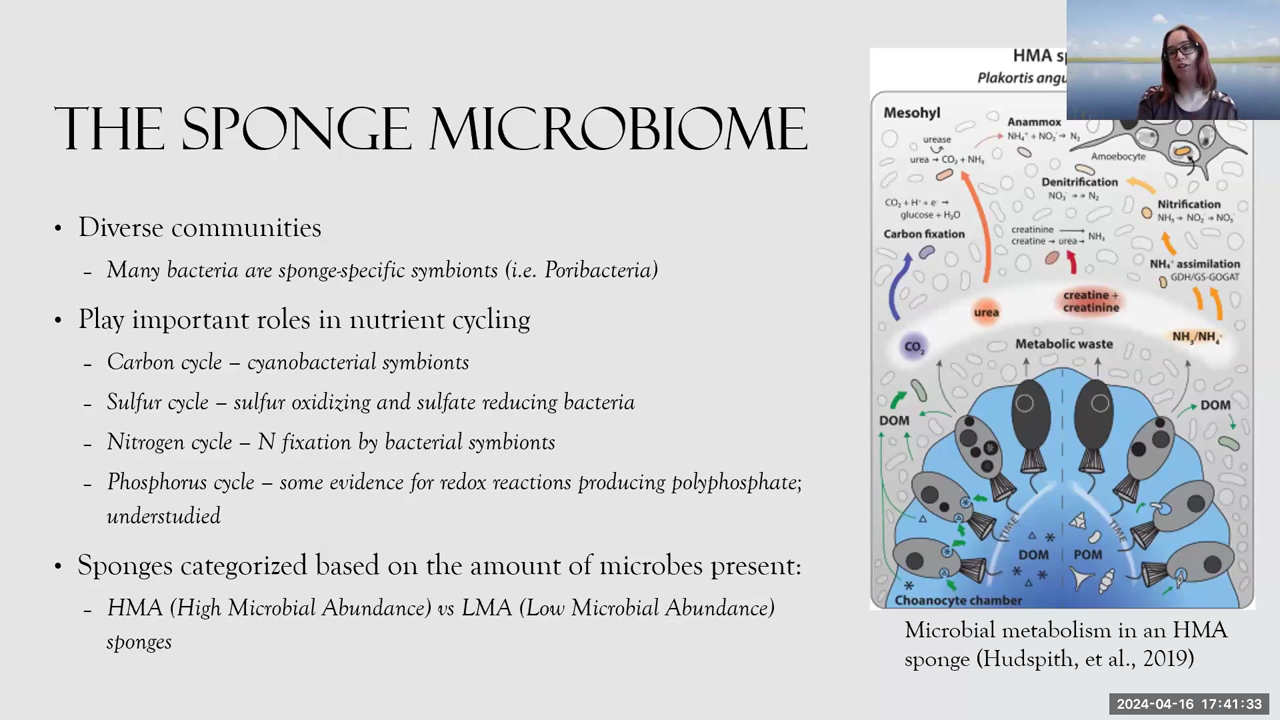 THE SPONGE MICROBIOME
• Diverse communities
– Many bacteria are sponge-specific symbionts (i.e. Poribacteria)
• Play important roles in nutrient cycling
– Carbon cycle – cyanobacterial symbionts
– Sulfur cycle – sulfur oxidizing and sulfate reducing bacteria
– Nitrogen cycle – N fixation by bacterial symbionts
– Phosphorus cycle – some evidence for redox reactions producing polyphosphate;
understudied
• Sponges categorized based on the amount of microbes present:
– HMA (High Microbial Abundance) vs LMA (Low Microbial Abundance)
sponges
HMA
Plakortis
Mesohyl
Anammox
NH₄⁺ + NO₂⁻ → N₂
urease
urea → CO₂ + NH₃
Amoebocyte
Denitrification
NO₃⁻ →→ N₂
CO₂ + H⁺ + e⁻ →
glucose + H₂O
Nitrification
NH₃ → NO₂⁻ → NO₃⁻
Carbon fixation
creatinine → NH₃
creatine → urea →
NH₄⁺ assimilation
GDH/GS-GOGAT
creatine +
creatinine
urea
CO₂
Metabolic waste
NH₃/NH₄⁺
DOM
DOM
TIME
TIME
DOM
POM
Choanocyte chamber
Microbial metabolism in an HMA
sponge (Hudspith, et al., 2019)
2024-04-16 17:41:33